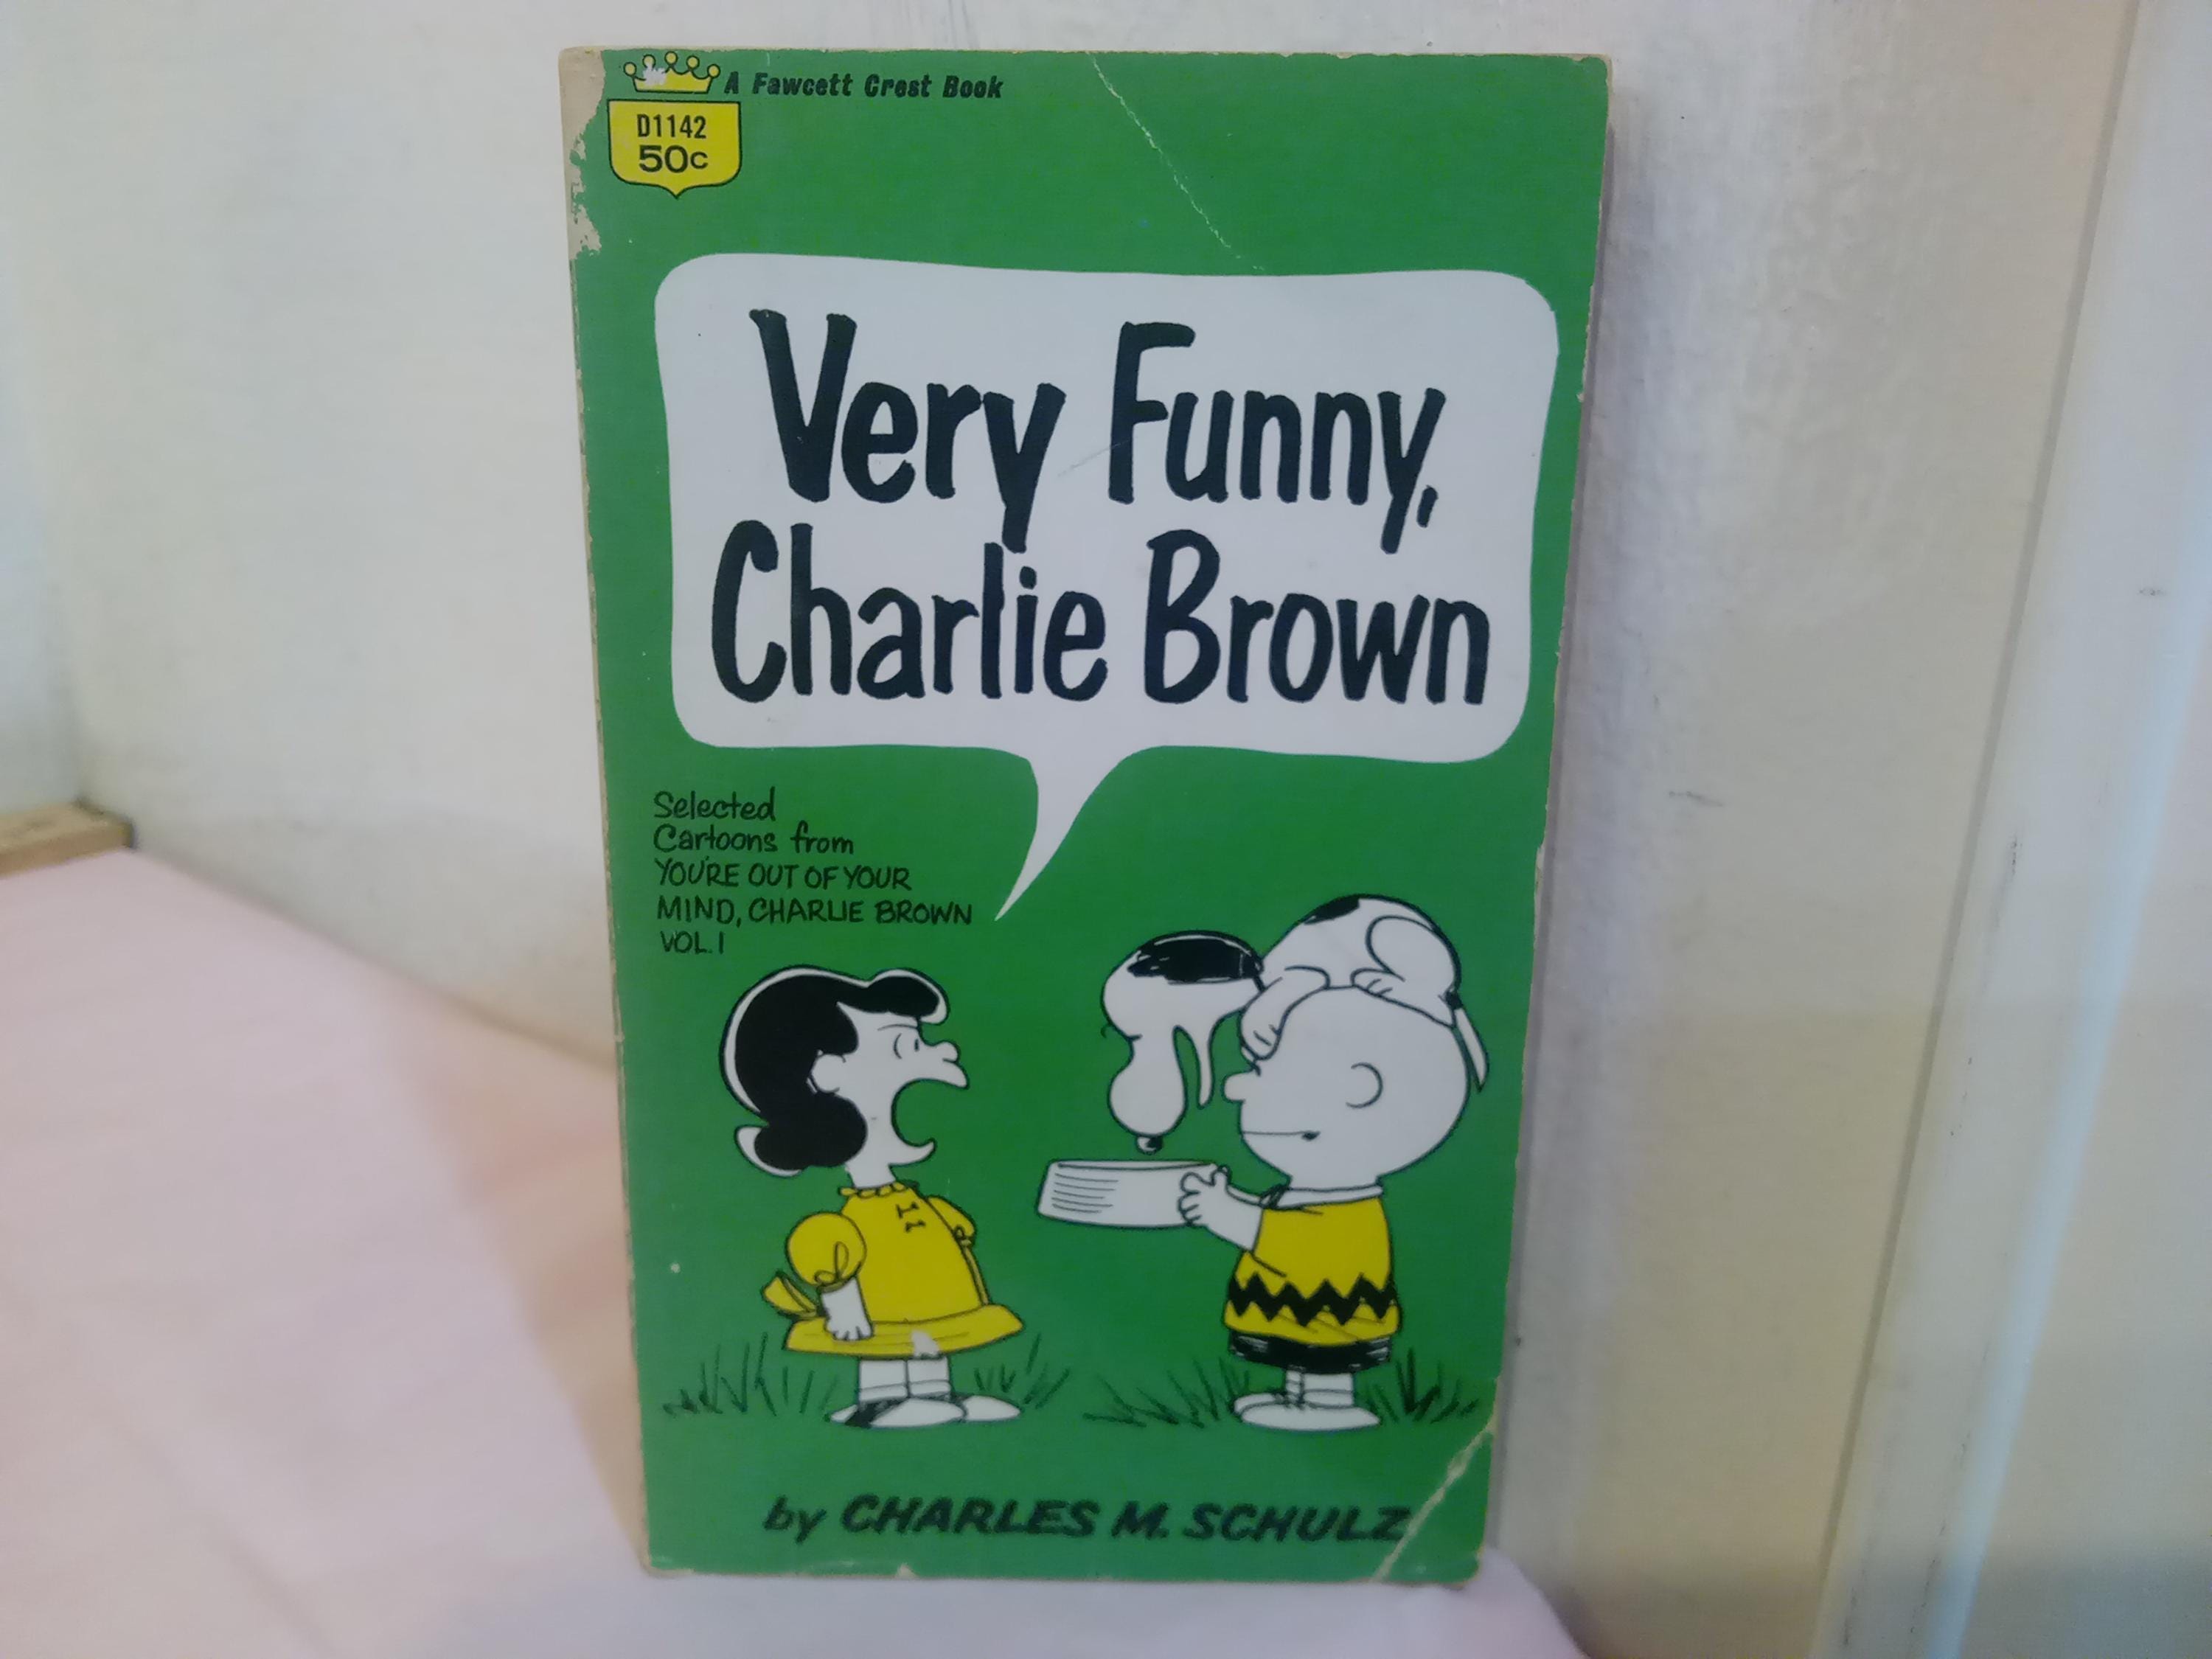 A Fawcett Crest Book
D1142
50c
Very Funny,
Charlie Brown
Selected
Cartoons from
YOU'RE OUT OF YOUR
MIND, CHARLIE BROWN
VOL. I
by CHARLES M. SCHULZ